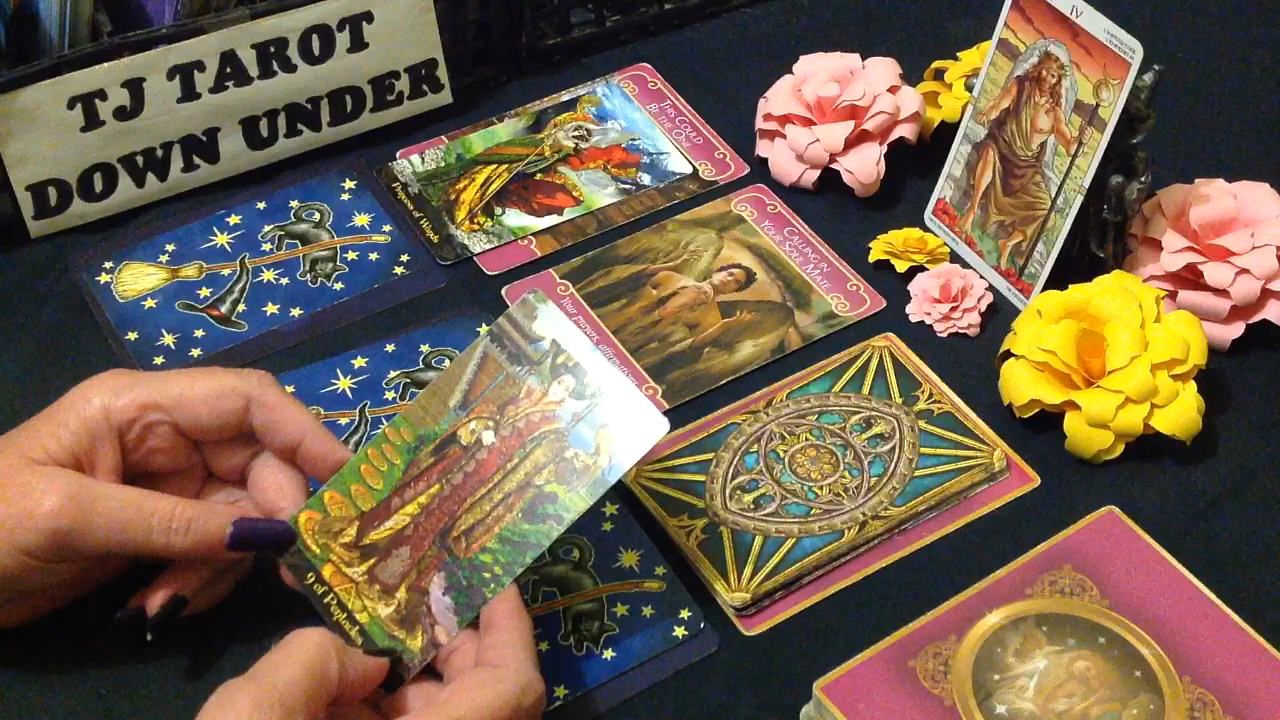 TJ TAROT
DOWN UNDER
THIS COULD
BE THE ONE
Princess of Wands
CALLING IN
YOUR SOUL MATE
Your prayers, affirmations,
IV
9 of Pentacles